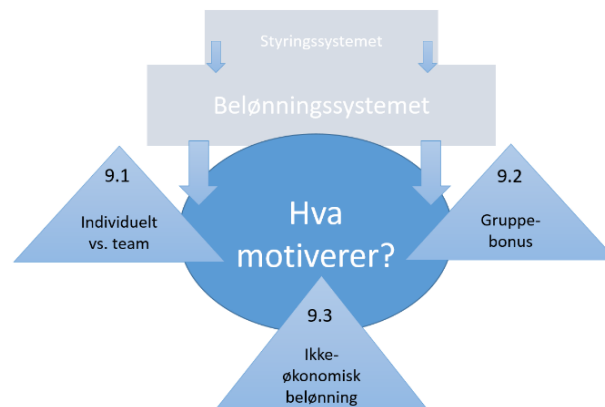 Styringssystemet
Belønningssystemet
Hva
motiverer?
9.1
Individuelt
vs. team
9.2
Gruppe-
bonus
9.3
Ikke-
økonomisk
belønning